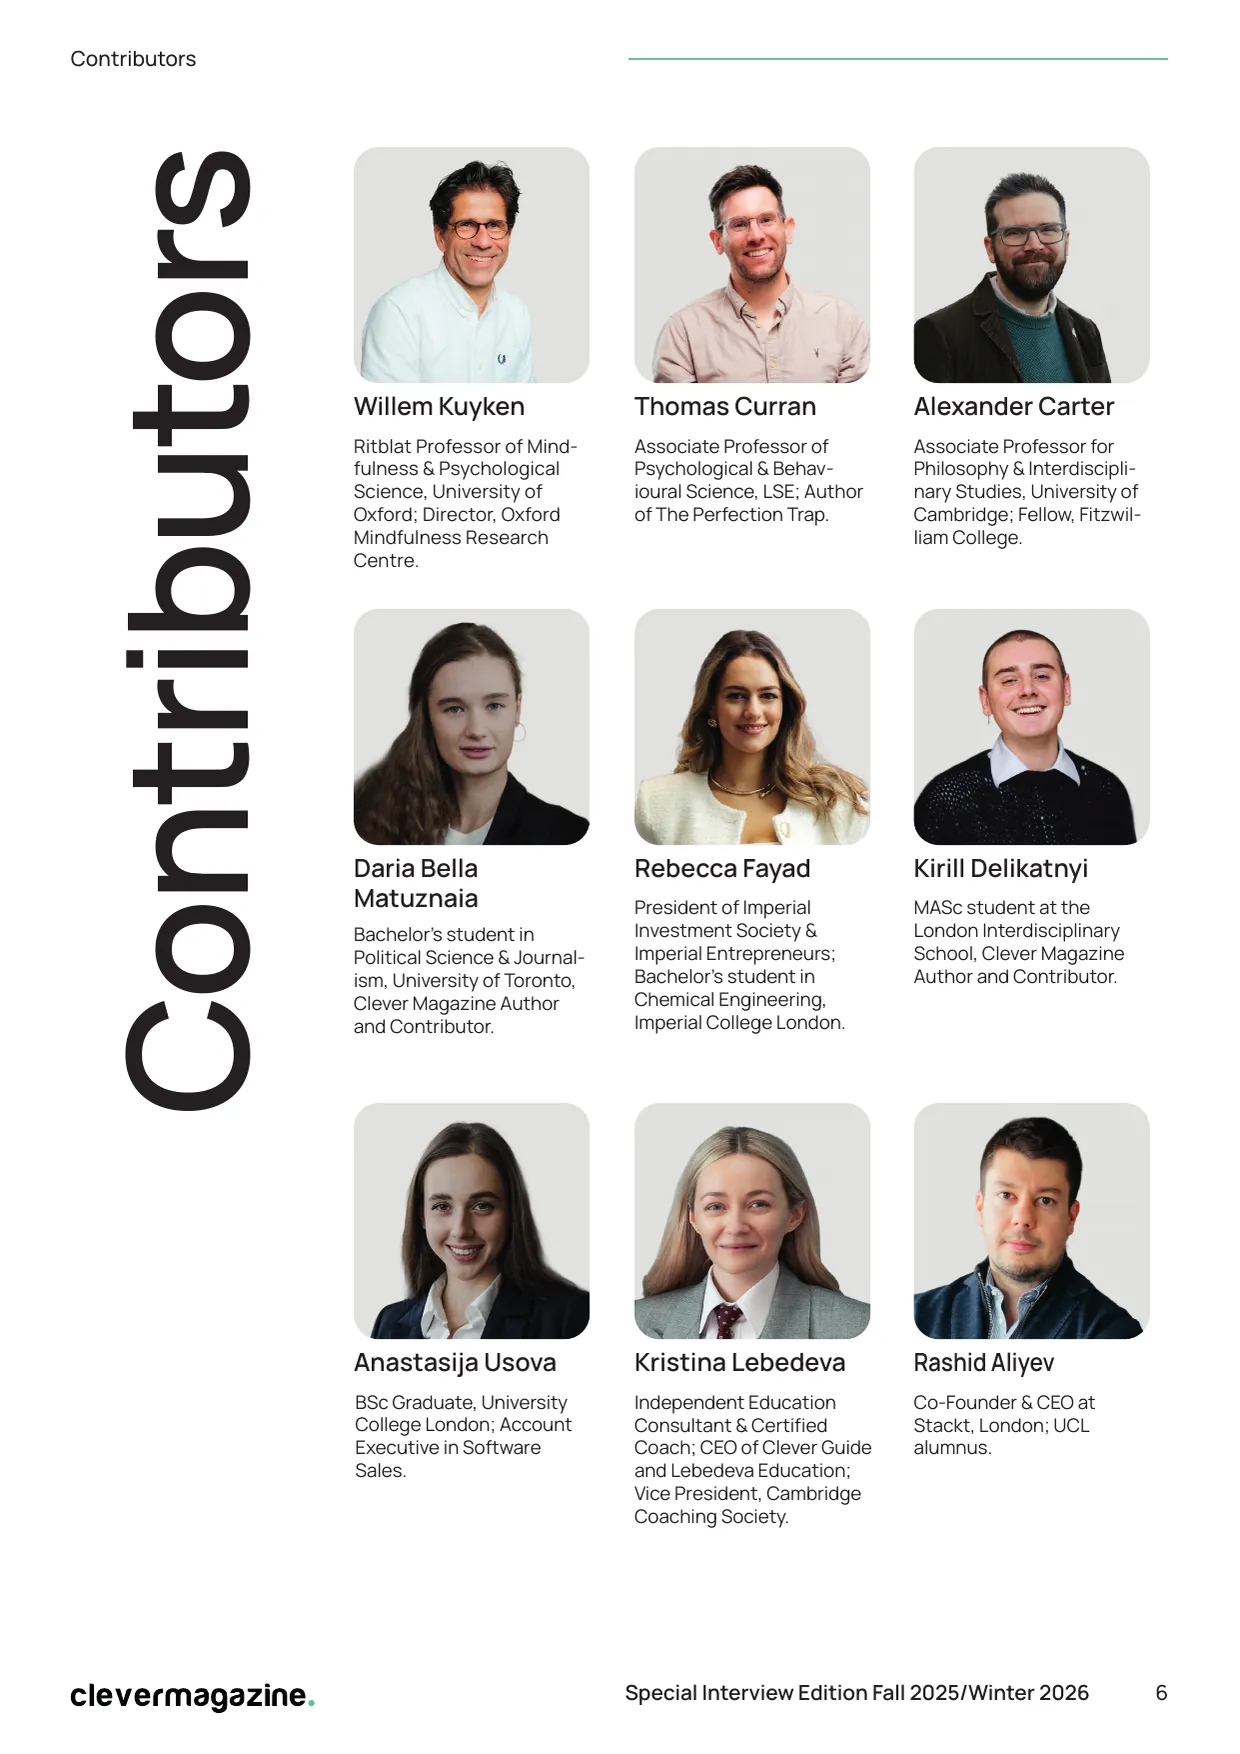 Contributors
Contributors
Willem Kuyken
Ritblat Professor of Mind-
fulness & Psychological
Science, University of
Oxford; Director, Oxford
Mindfulness Research
Centre.
Thomas Curran
Associate Professor of
Psychological & Behav-
ioural Science, LSE; Author
of The Perfection Trap.
Alexander Carter
Associate Professor for
Philosophy & Interdiscipli-
nary Studies, University of
Cambridge; Fellow, Fitzwil-
liam College.
Daria Bella
Matuznaia
Bachelor's student in
Political Science & Journal-
ism, University of Toronto,
Clever Magazine Author
and Contributor.
Rebecca Fayad
President of Imperial
Investment Society &
Imperial Entrepreneurs;
Bachelor's student in
Chemical Engineering,
Imperial College London.
Kirill Delikatnyi
MASc student at the
London Interdisciplinary
School, Clever Magazine
Author and Contributor.
Anastasija Usova
BSc Graduate, University
College London; Account
Executive in Software
Sales.
Kristina Lebedeva
Independent Education
Consultant & Certified
Coach; CEO of Clever Guide
and Lebedeva Education;
Vice President, Cambridge
Coaching Society.
Rashid Aliyev
Co-Founder & CEO at
Stackt, London; UCL
alumnus.
clevermagazine.
Special Interview Edition Fall 2025/Winter 2026
6